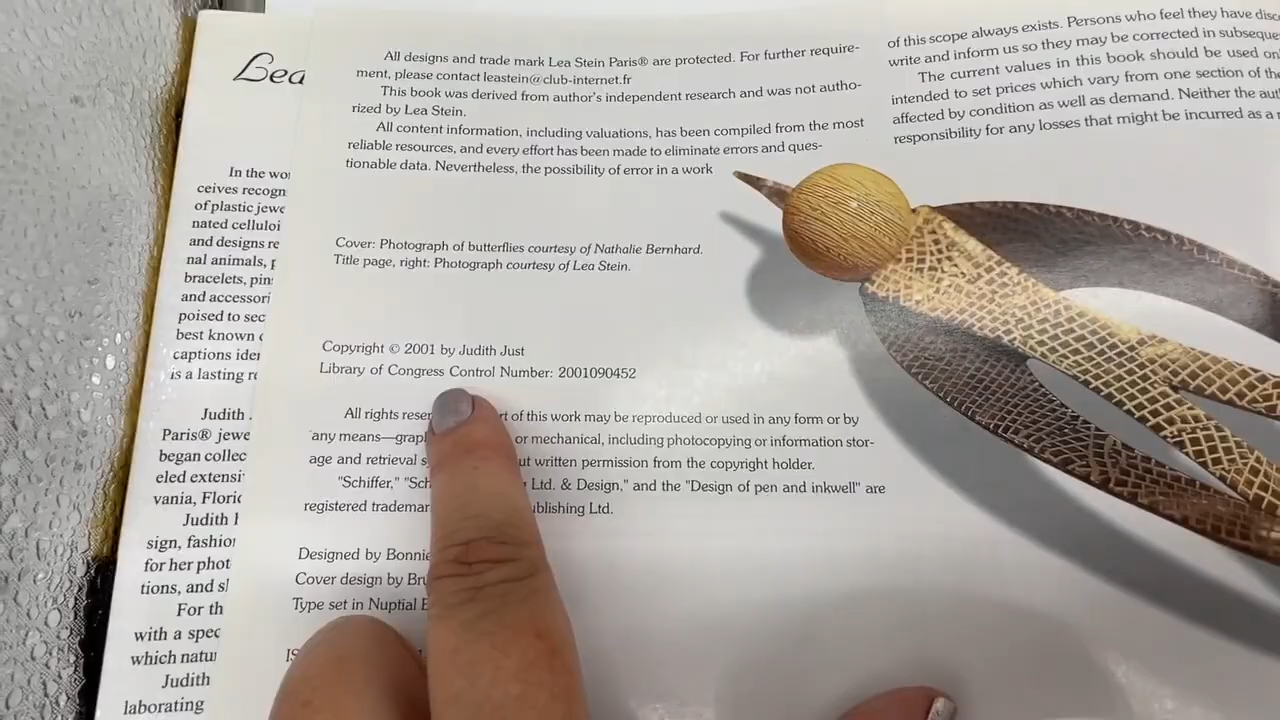 Lea
In the
ceives recogn
of plastic jewe
nated celluloi
and designs re
nal animals,
bracelets, pin
and accessori
poised to sec
best known
captions iden
is a lasting
Judith
Paris® jewe
began collec
eled extensi
vania, Florid
Judith
sign, fashion
for her phot
tions, and
For th
with a spec
which natu
Judith
laborating
All designs and trade mark Lea Stein Paris® are protected. For further require-
ment, please contact leastein@club-internet.fr
This book was derived from author's independent research and was not autho-
rized by Lea Stein.
All content information, including valuations, has been compiled from the most
reliable resources, and every effort has been made to eliminate errors and ques-
tionable data. Nevertheless, the possibility of error in a work
Cover: Photograph of butterflies courtesy of Nathalie Bernhard.
Title page, right: Photograph courtesy of Lea Stein.
Copyright © 2001 by Judith Just
Library of Congress Control Number: 2001090452
All rights reser rt of this work may be reproduced or used in any form or by
any means—grap or mechanical, including photocopying or information stor-
age and retrieval s ut written permission from the copyright holder.
"Schiffer," "Sch Ltd. & Design," and the "Design of pen and inkwell" are
registered trademar ublishing Ltd.
Designed by Bonnie
Cover design by Bru
Type set in Nuptial
of this scope always exists. Persons who feel they have disc
write and inform us so they may be corrected in subseque
The current values in this book should be used on
intended to set prices which vary from one section of the
affected by condition as well as demand. Neither the aut
responsibility for any losses that might be incurred as a